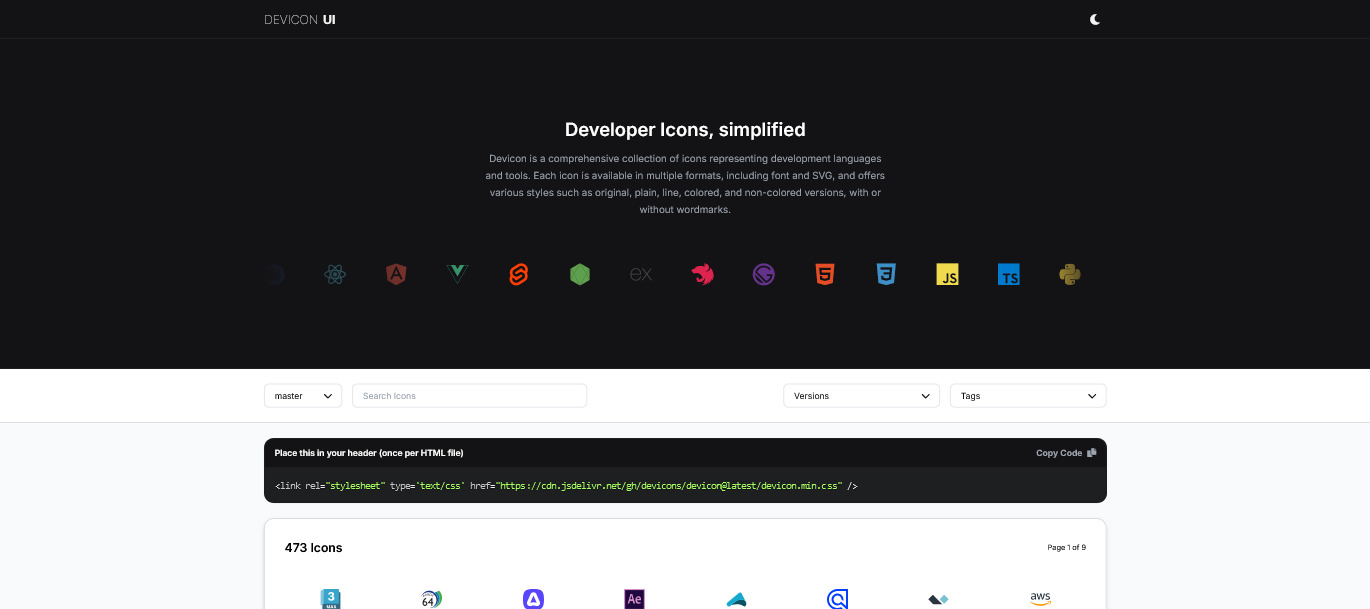 DEVICON UI
Developer Icons, simplified
Devicon is a comprehensive collection of icons representing development languages
and tools. Each icon is available in multiple formats, including font and SVG, and offers
various styles such as original, plain, line, colored, and non-colored versions, with or
without wordmarks.
A ex 5 3 JS TS
master Search Icons Versions Tags
Place this in your header (once per HTML file) Copy Code
<link rel="stylesheet" type='text/css' href="https://cdn.jsdelivr.net/gh/devicons/devicon@latest/devicon.min.css" />
473 Icons Page 1 of 9
3 64 Ae aws
MAX